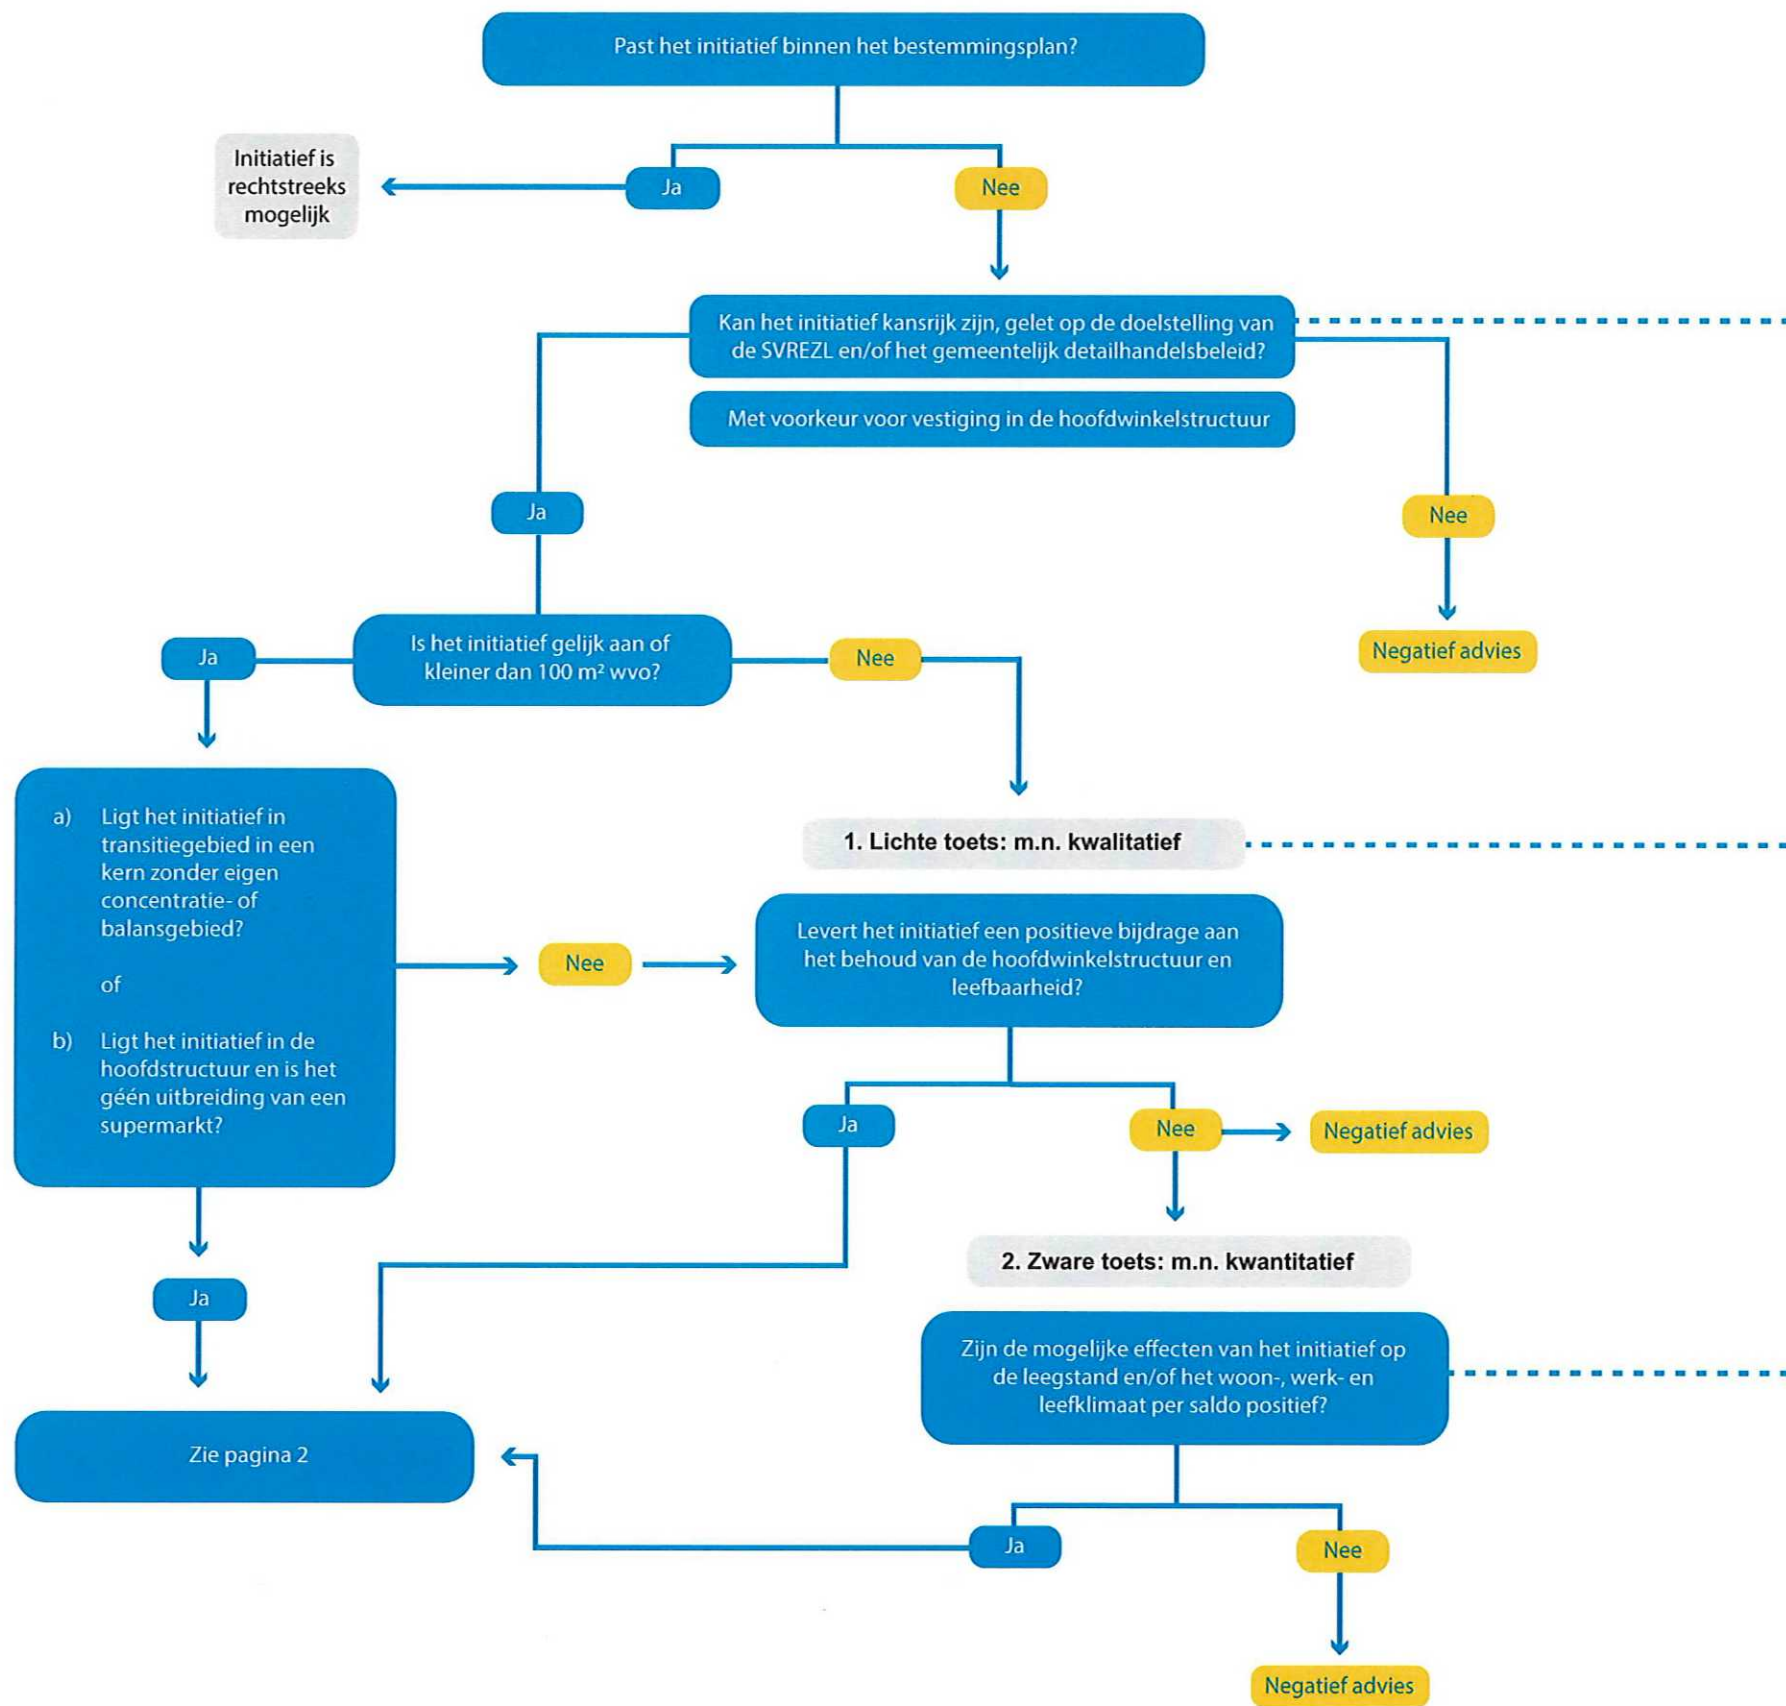 Past het initiatief binnen het bestemmingsplan?
Initiatief is
rechtstreeks
mogelijk
Ja
Nee
Kan het initiatief kansrijk zijn, gelet op de doelstelling van
de SVREZL en/of het gemeentelijk detailhandelsbeleid?
Met voorkeur voor vestiging in de hoofdwinkelstructuur
Ja
Nee
Negatief advies
Is het initiatief gelijk aan of
kleiner dan 100 m² wvo?
Ja
Nee
a) Ligt het initiatief in
transitiegebied in een
kern zonder eigen
concentratie- of
balansgebied?
of
b) Ligt het initiatief in de
hoofdstructuur en is het
géén uitbreiding van een
supermarkt?
Nee
1. Lichte toets: m.n. kwalitatief
Levert het initiatief een positieve bijdrage aan
het behoud van de hoofdwinkelstructuur en
leefbaarheid?
Ja
Nee
Negatief advies
2. Zware toets: m.n. kwantitatief
Ja
Zijn de mogelijke effecten van het initiatief op
de leegstand en/of het woon-, werk- en
leefklimaat per saldo positief?
Zie pagina 2
Ja
Nee
Negatief advies